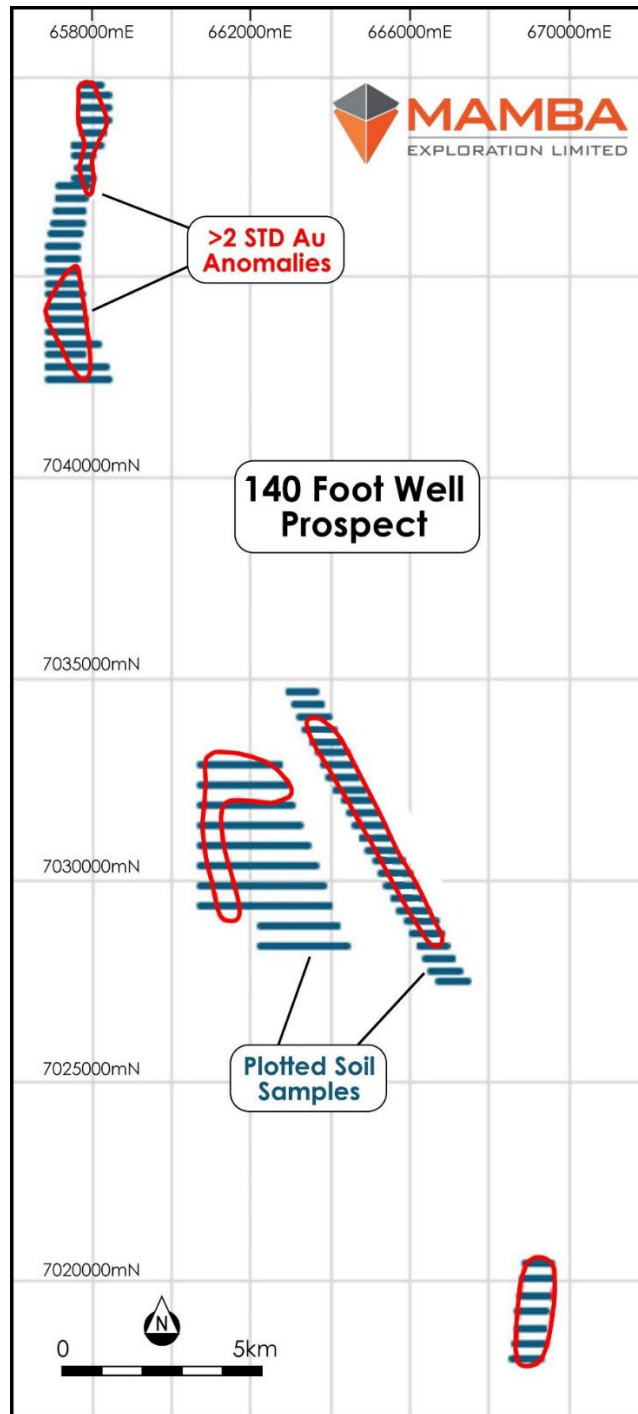 658000mE 662000mE 666000mE 670000mE
MAMBA
EXPLORATION LIMITED
>2 STD Au
Anomalies
7040000mN
140 Foot Well
Prospect
7035000mN
7030000mN
Plotted Soil
Samples
7025000mN
7020000mN
N
0 5km